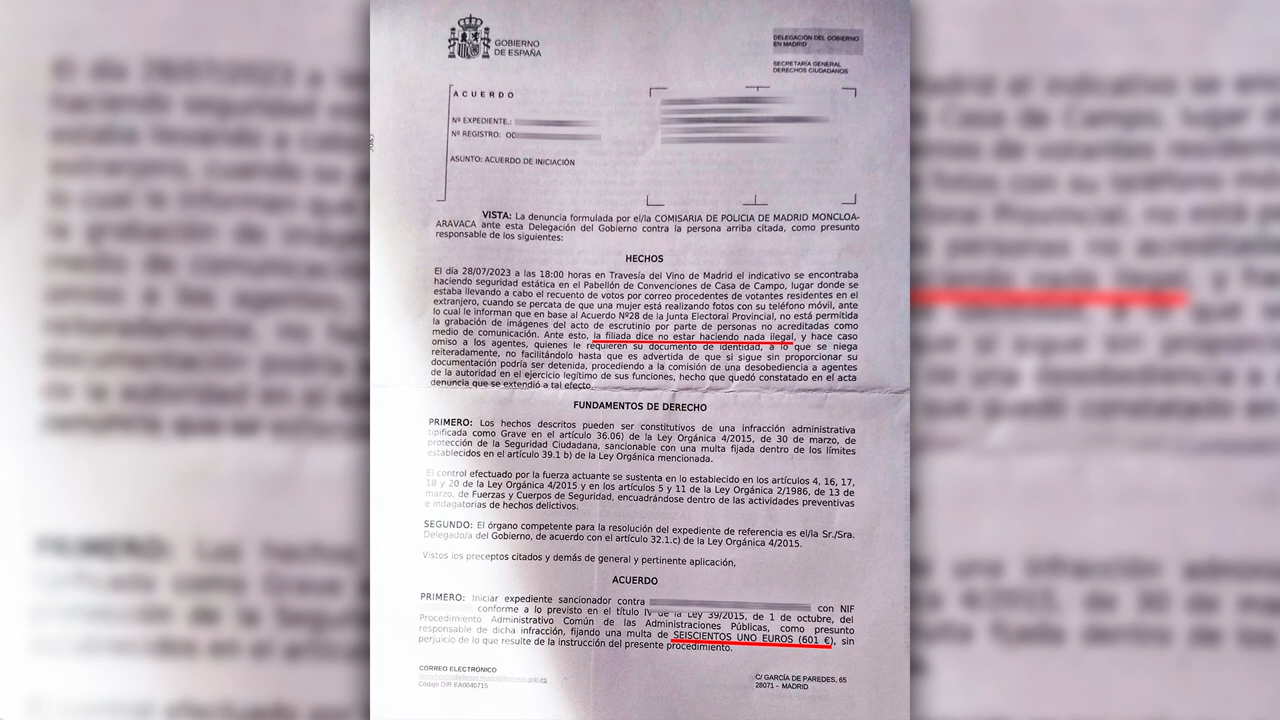 GOBIERNO
DE ESPAÑA
DELEGACIÓN DEL GOBIERNO
EN MADRID
SECRETARÍA GENERAL
DERECHOS CIUDADANOS
ACUERDO
Nº EXPEDIENTE.:
Nº REGISTRO: OC
ASUNTO: ACUERDO DE INICIACIÓN
VISTA: La denuncia formulada por el/la COMISARIA DE POLICIA DE MADRID MONCLOA-
ARAVACA ante esta Delegación del Gobierno contra la persona arriba citada, como presunto
responsable de los siguientes:
HECHOS
El día 28/07/2023 a las 18:00 horas en Travesía del Vino de Madrid el indicativo se encontraba
haciendo seguridad estática en el Pabellón de Convenciones de Casa de Campo, lugar donde se
estaba llevando a cabo el recuento de votos por correo procedentes de votantes residentes en el
extranjero, cuando se percata de que una mujer está realizando fotos con su teléfono móvil, ante
lo cual le informan que en base al Acuerdo Nº28 de la Junta Electoral Provincial, no está permitida
la grabación de imágenes del acto de escrutinio por parte de personas no acreditadas como
medio de comunicación. Ante esto, la filiada dice no estar haciendo nada ilegal, y hace caso
omiso a los agentes, quienes le requieren su documento de identidad, a lo que se niega
reiteradamente, no facilitándolo hasta que es advertida de que si sigue sin proporcionar su
documentación podría ser detenida, procediendo a la comisión de una desobediencia a agentes
de la autoridad en el ejercicio legítimo de sus funciones, hecho que quedó constatado en el acta
denuncia que se extendió a tal efecto.
FUNDAMENTOS DE DERECHO
PRIMERO: Los hechos descritos pueden ser constitutivos de una infracción administrativa
tipificada como Grave en el artículo 36.06) de la Ley Orgánica 4/2015, de 30 de marzo, de
protección de la Seguridad Ciudadana, sancionable con una multa fijada dentro de los límites
establecidos en el artículo 39.1 b) de la Ley Orgánica mencionada.
El control efectuado por la fuerza actuante se sustenta en lo establecido en los artículos 4, 16, 17,
18 y 20 de la Ley Orgánica 4/2015 y en los artículos 5 y 11 de la Ley Orgánica 2/1986, de 13 de
marzo, de Fuerzas y Cuerpos de Seguridad, encuadrándose dentro de las actividades preventivas
e indagatorias de hechos delictivos.
SEGUNDO: El órgano competente para la resolución del expediente de referencia es el/la Sr./Sra.
Delegado/a del Gobierno, de acuerdo con el artículo 32.1.c) de la Ley Orgánica 4/2015.
Vistos los preceptos citados y demás de general y pertinente aplicación,
ACUERDO
PRIMERO: Iniciar expediente sancionador contra con NIF
conforme a lo previsto en el título IV de la Ley 39/2015, de 1 de octubre, del
Procedimiento Administrativo Común de las Administraciones Públicas, como presunto
responsable de dicha infracción, fijando una multa de SEISCIENTOS UNO EUROS (601 €), sin
perjuicio de lo que resulte de la instrucción del presente procedimiento.
CORREO ELECTRÓNICO
Código DIR EA0040715
C/ GARCÍA DE PAREDES, 65
28071 - MADRID